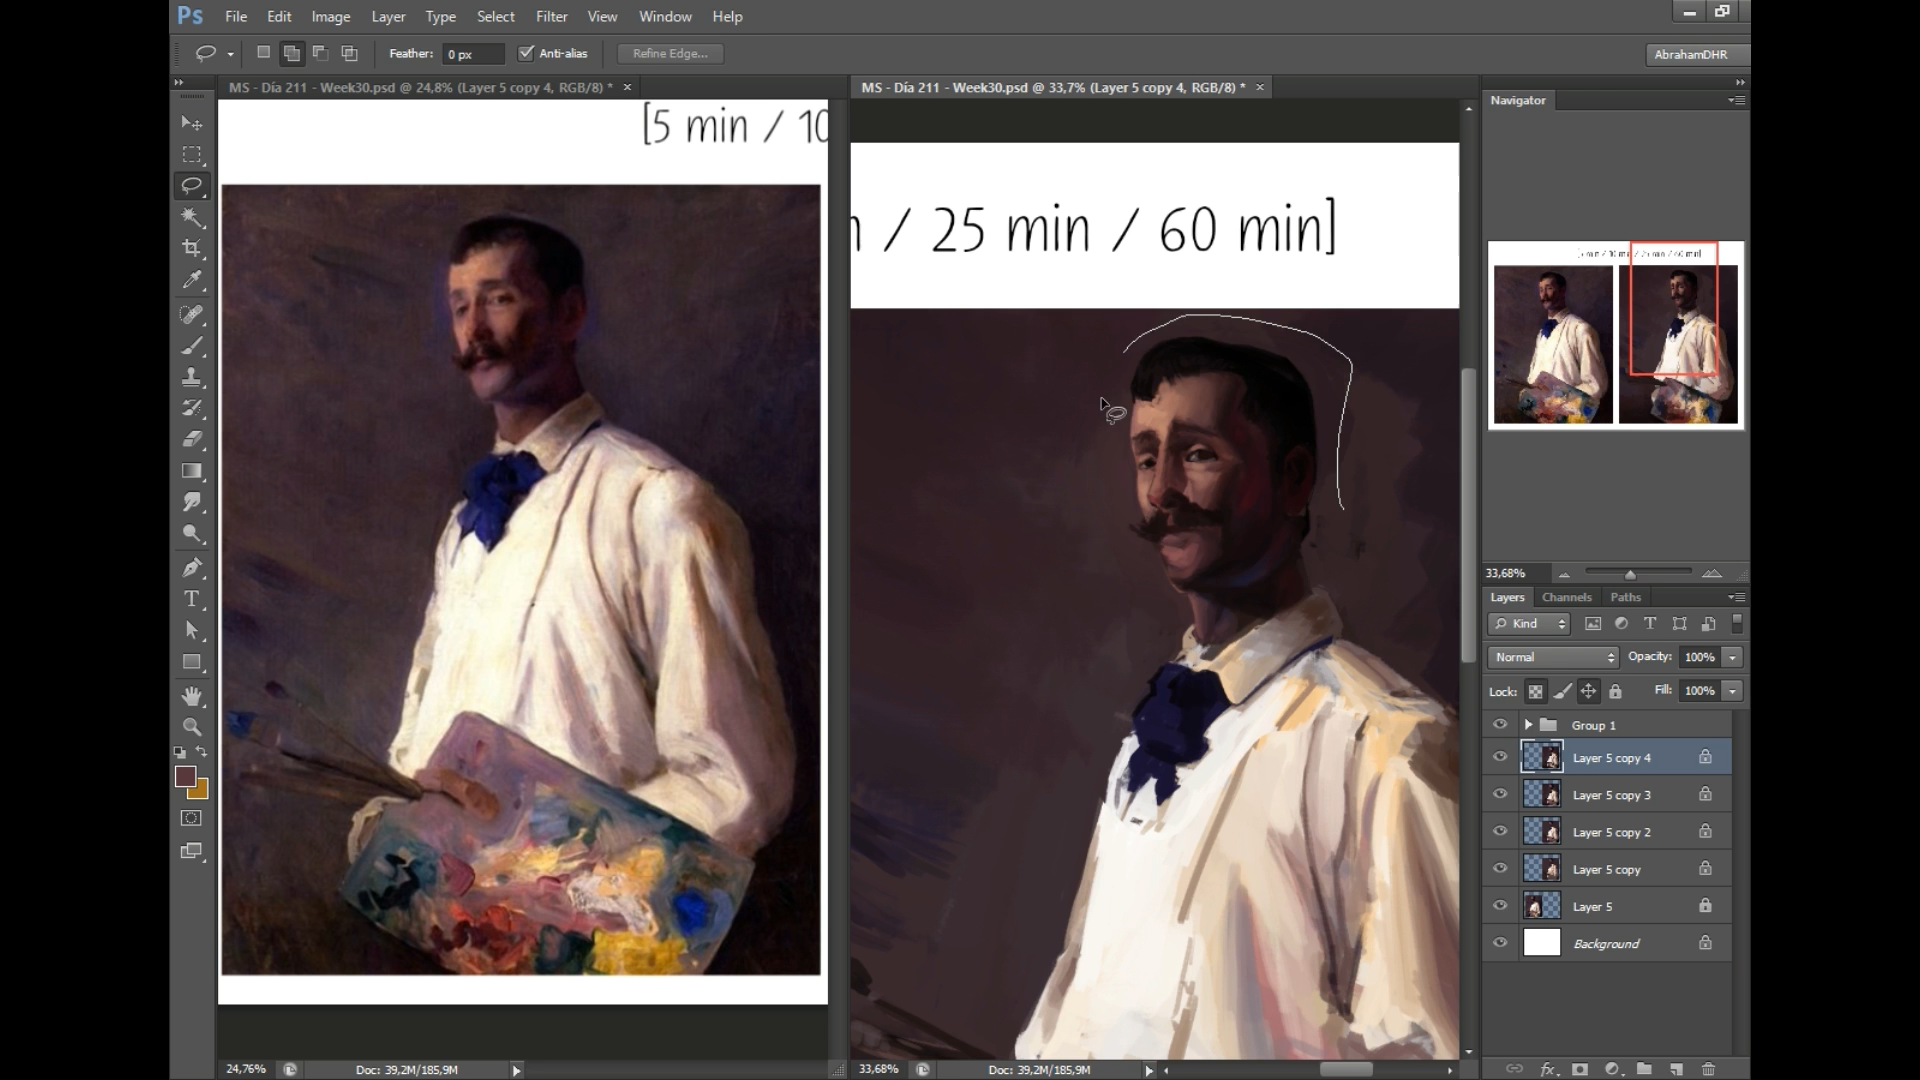 Ps File Edit Image Layer Type Select Filter View Window Help
Feather: 0 px Anti-alias Refine Edge... AbrahamDHR
MS - Día 211 - Week30.psd @ 24,8% (Layer 5 copy 4, RGB/8) * ×
MS - Día 211 - Week30.psd @ 33,7% (Layer 5 copy 4, RGB/8) * ×
Navigator
[5 min / 10
/ 25 min / 60 min]
33,68%
Layers Channels Paths
Kind
Normal Opacity: 100%
Lock: Fill: 100%
Group 1
Layer 5 copy 4
Layer 5 copy 3
Layer 5 copy 2
Layer 5 copy
Layer 5
Background
24,76% Doc: 39,2M/185,9M
33,68% Doc: 39,2M/185,9M
fx